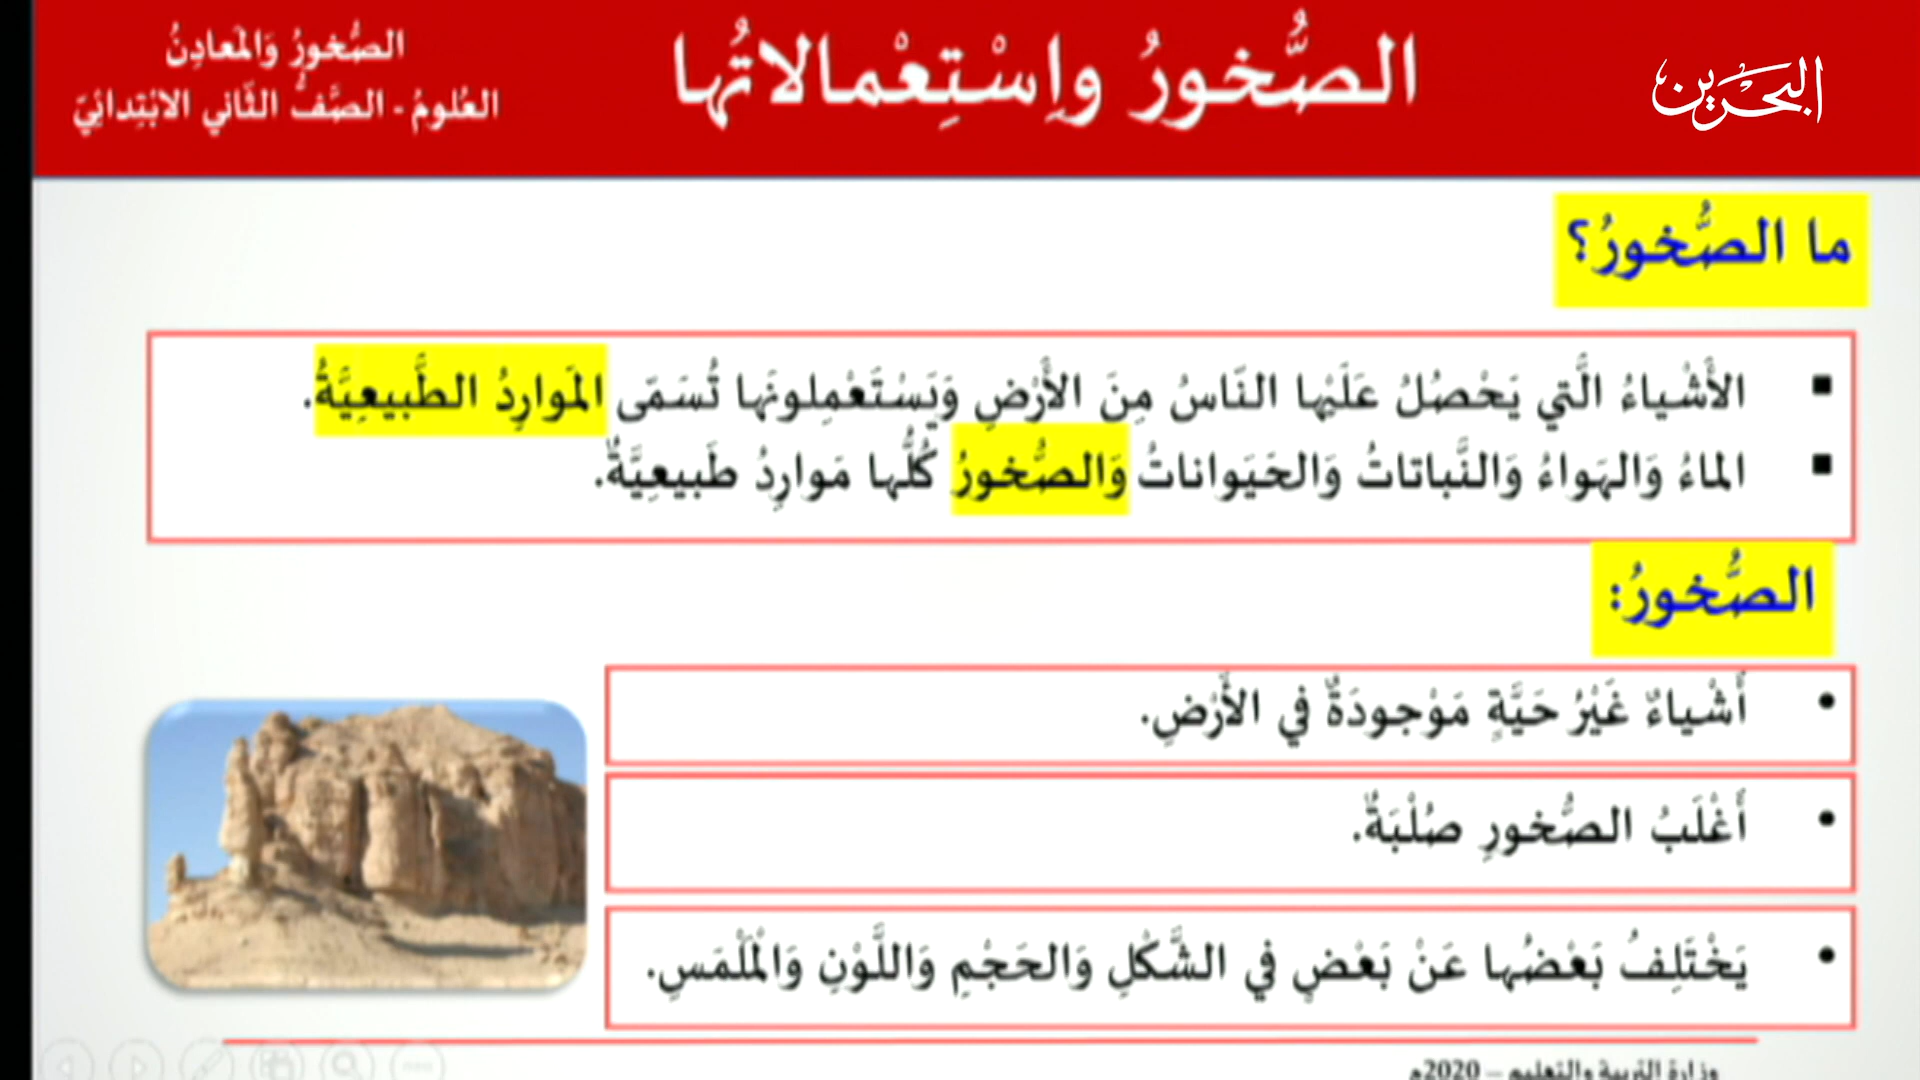 البحرين
الصُّخورُ واِسْتِعْمالاتُها
الصُّخورُ وَالمَعادِنُ
العُلومُ - الصَّفُّ الثّاني الابْتِدائِيّ
ما الصُّخورُ؟
▪ الأَشْياءُ الَّتي يَحْصُلُ عَلَيْها النّاسُ مِنَ الأَرْضِ وَيَسْتَعْمِلونَها تُسَمّى المَوارِدُ الطَّبيعِيَّةُ.
▪ الماءُ وَالهَواءُ وَالنَّباتاتُ وَالحَيَواناتُ وَالصُّخورُ كُلُّها مَوارِدُ طَبيعِيَّةٌ.
الصُّخورُ:
• أَشْياءٌ غَيْرُ حَيَّةٍ مَوْجودَةٌ في الأَرْضِ.
• أَغْلَبُ الصُّخورِ صُلْبَةٌ.
• يَخْتَلِفُ بَعْضُها عَنْ بَعْضٍ في الشَّكْلِ وَالحَجْمِ وَاللَّوْنِ وَالمَلْمَسِ.
وزارة التربية والتعليم – 2020م